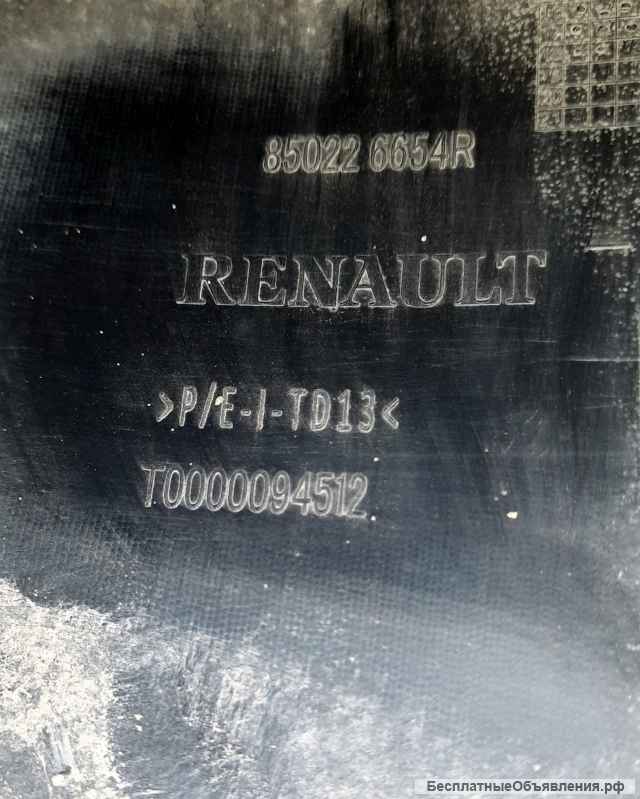 85022 6654R
RENAULT
>P/E-I-TD13<
T0000094512
БесплатныеОбъявления.рф